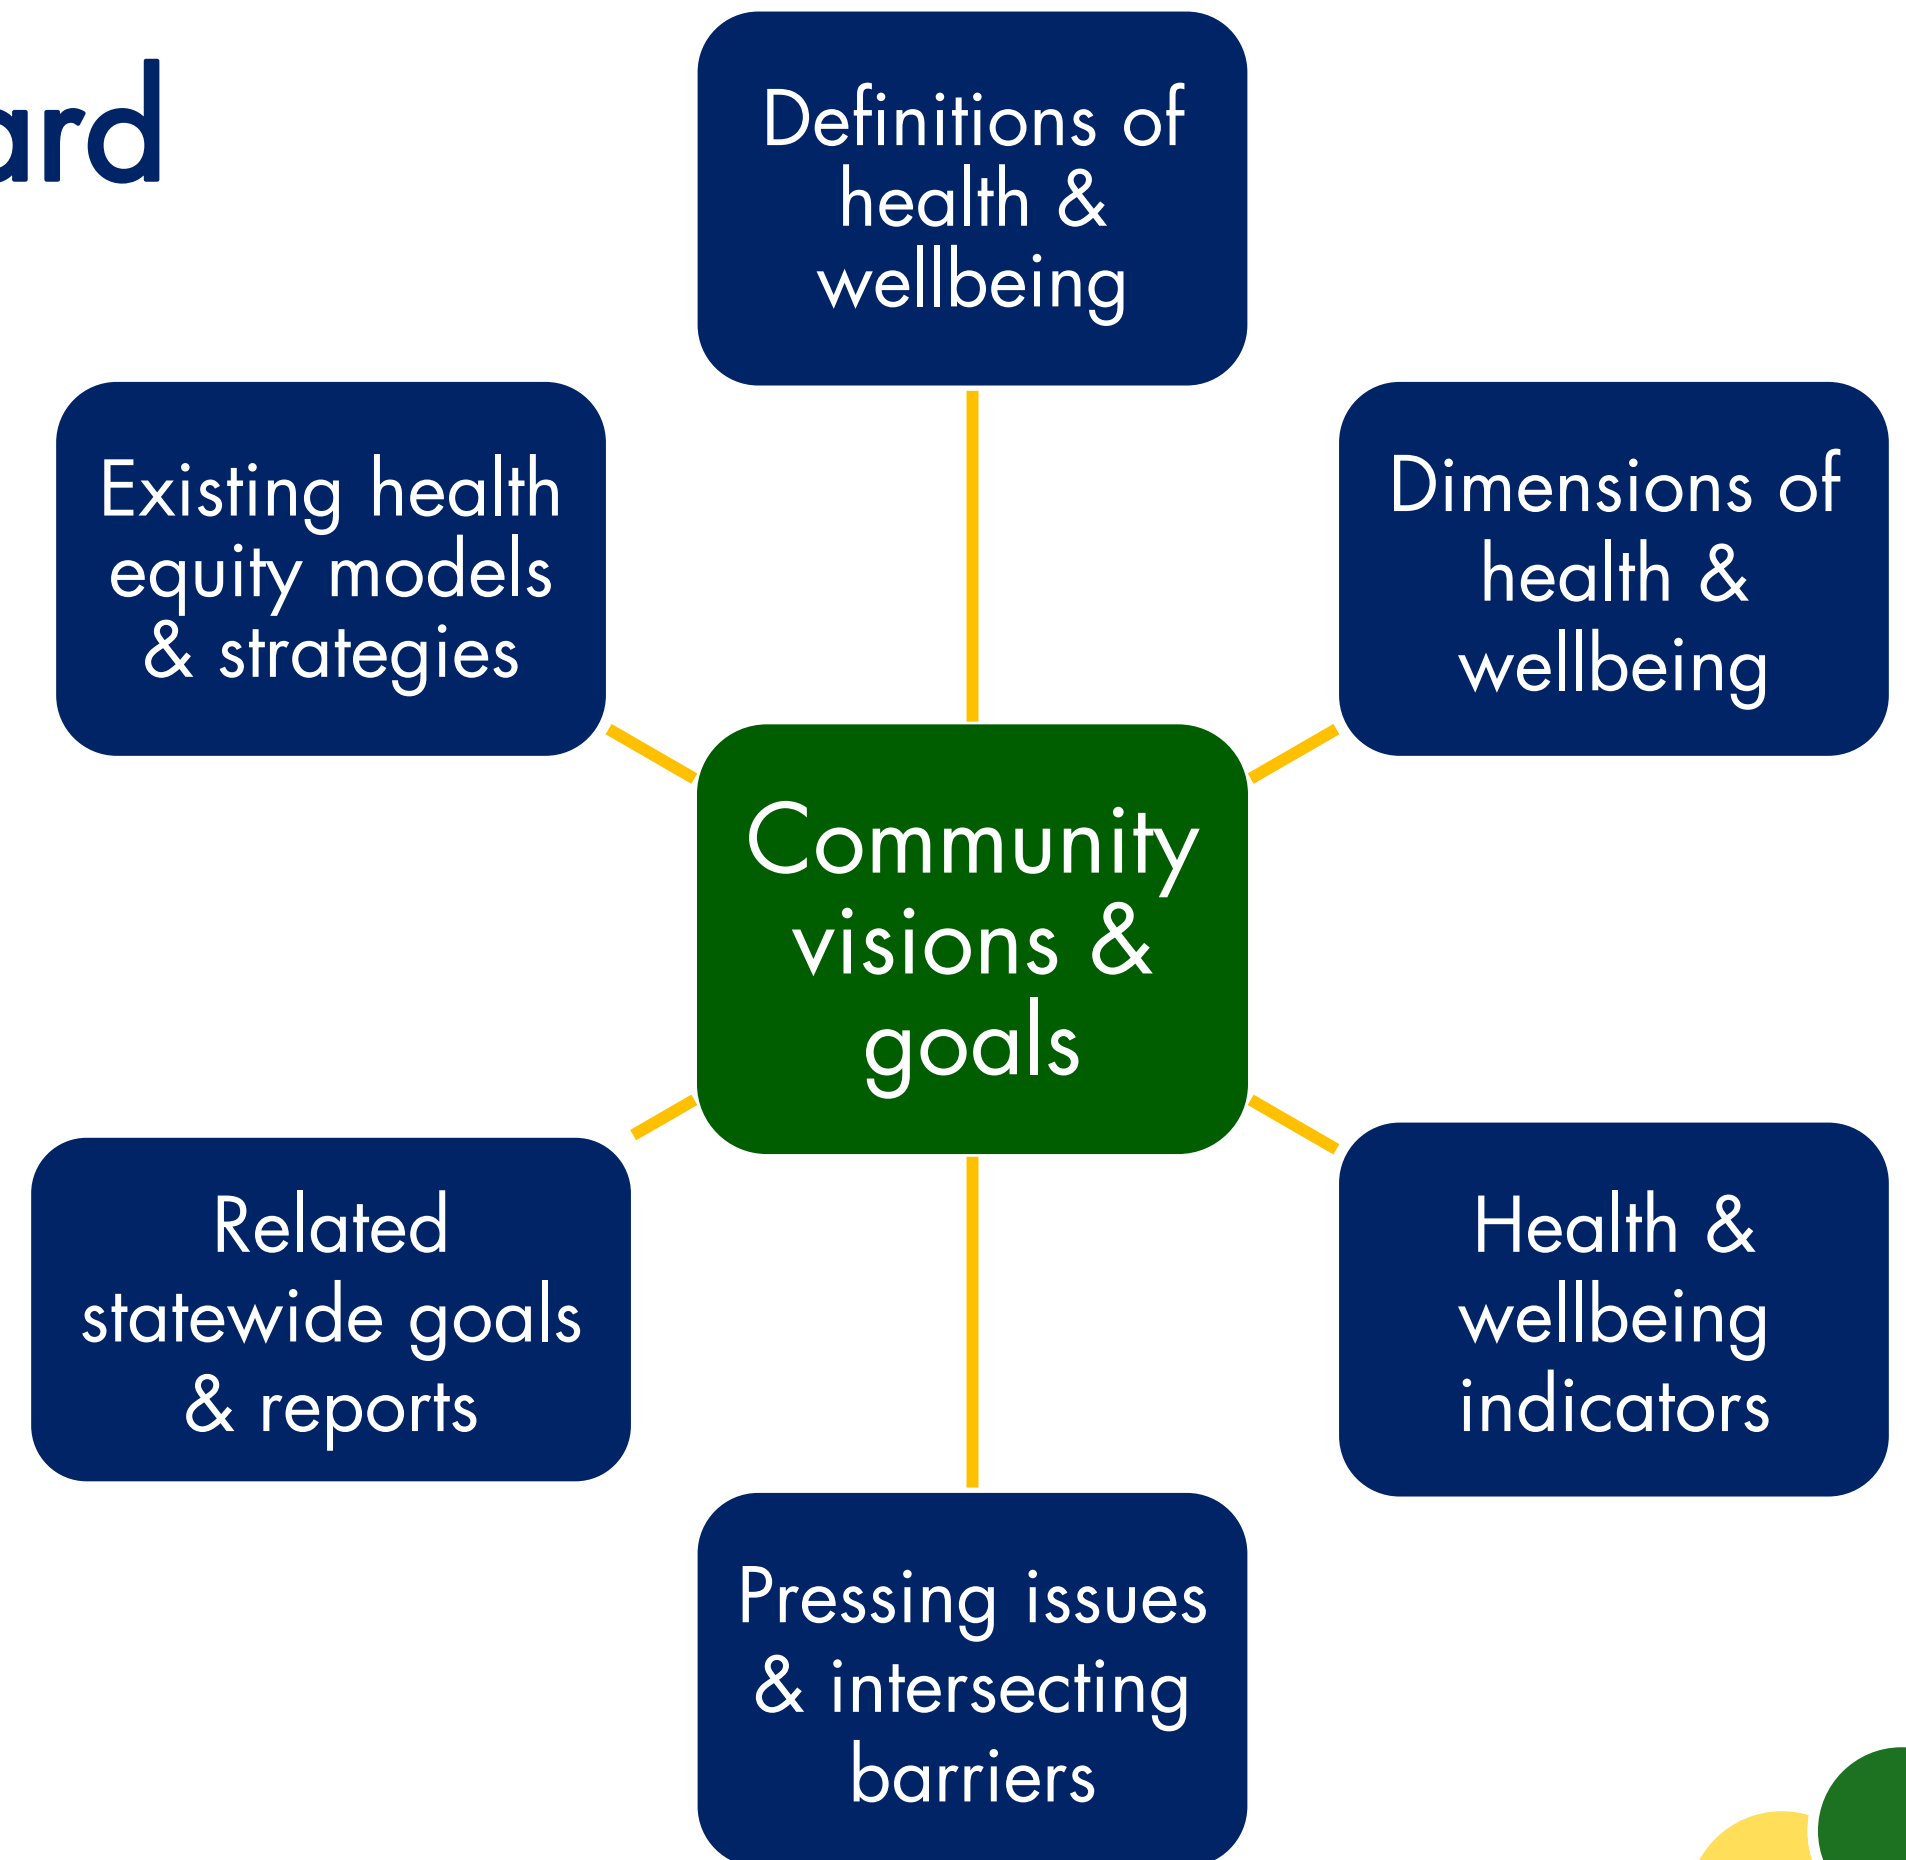 ard
Definitions of
health &
wellbeing
Existing health
equity models
& strategies
Dimensions of
health &
wellbeing
Community
visions &
goals
Related
statewide goals
& reports
Health &
wellbeing
indicators
Pressing issues
& intersecting
barriers